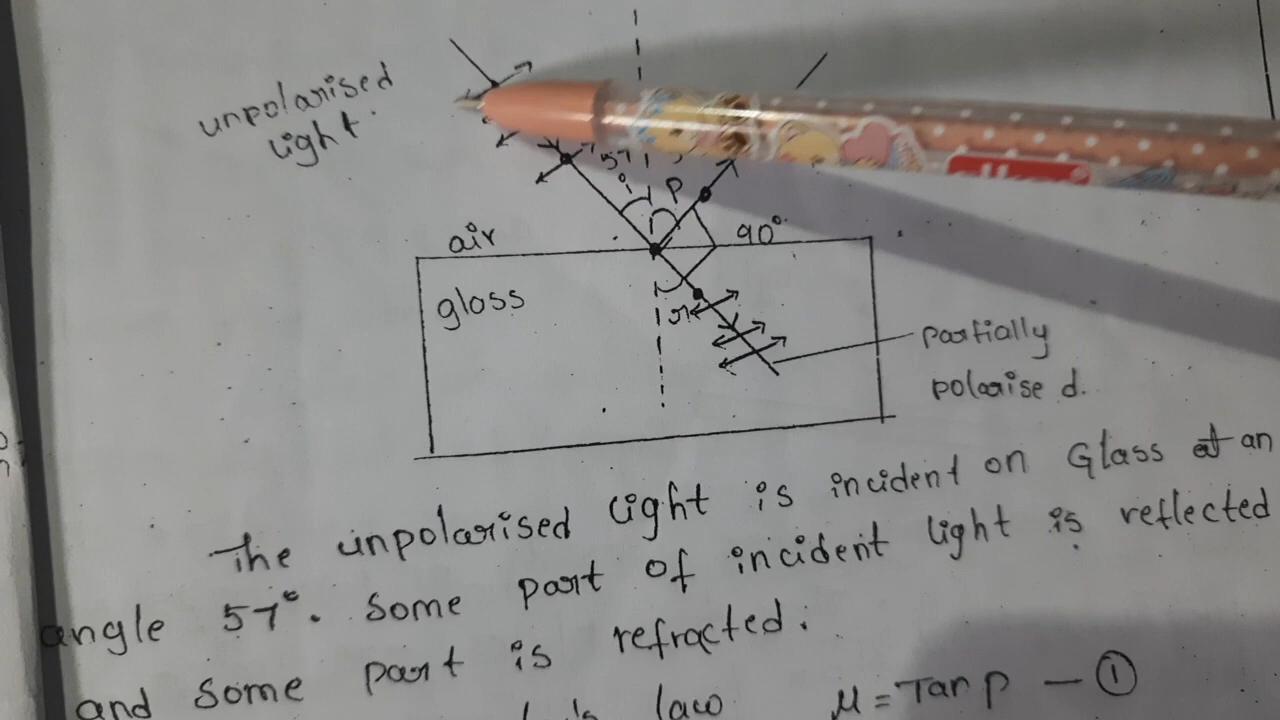 unpolarised
light.
57
i
p
air
90°
gloss
r
partially
polarised.
The unpolarised light is incident on Glass at an
angle 57°. Some part of incident light is reflected
and some part is refracted.
law μ = Tan p — ①